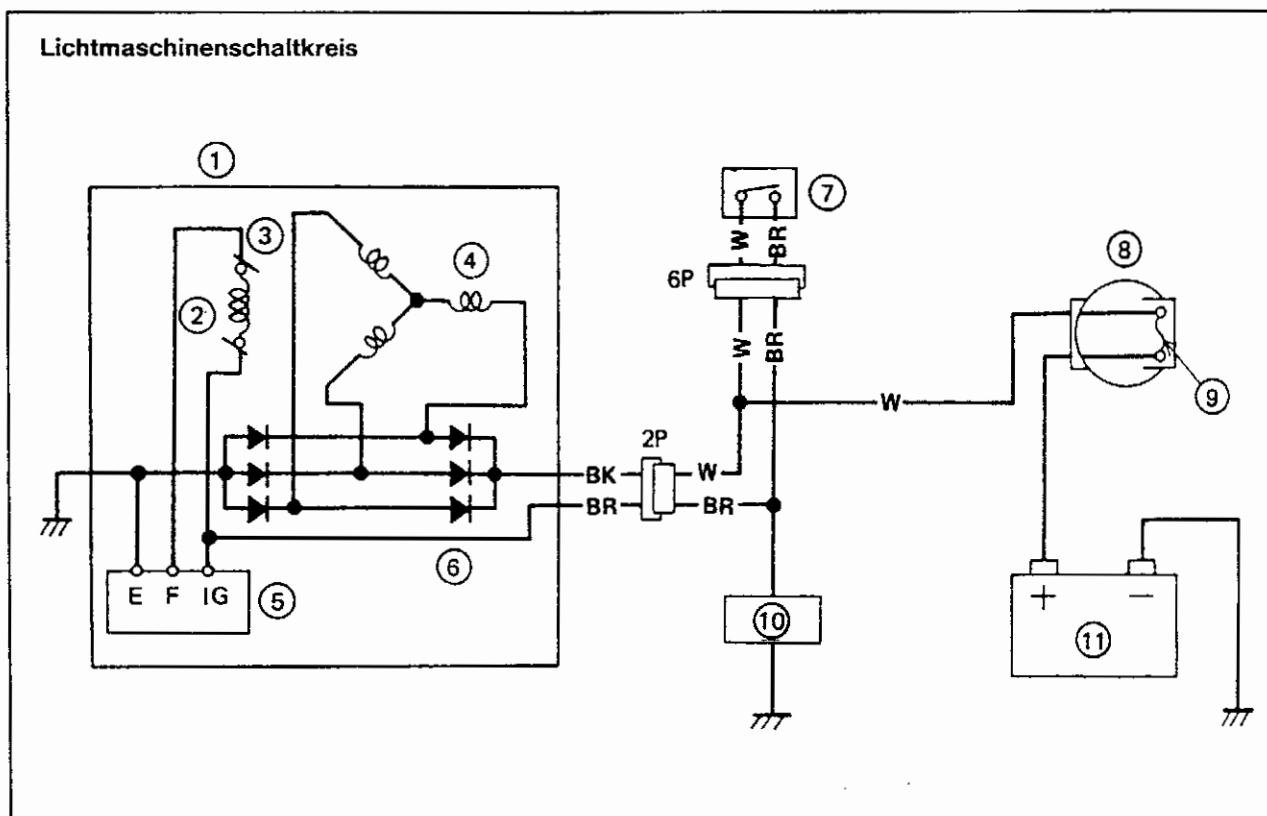 Lichtmaschinenschaltkreis
1
3
7
4
2
W BR
6P
8
W BR
W
9
2P
BK W
BR BR
6
E F IG
5
10
+ −
11